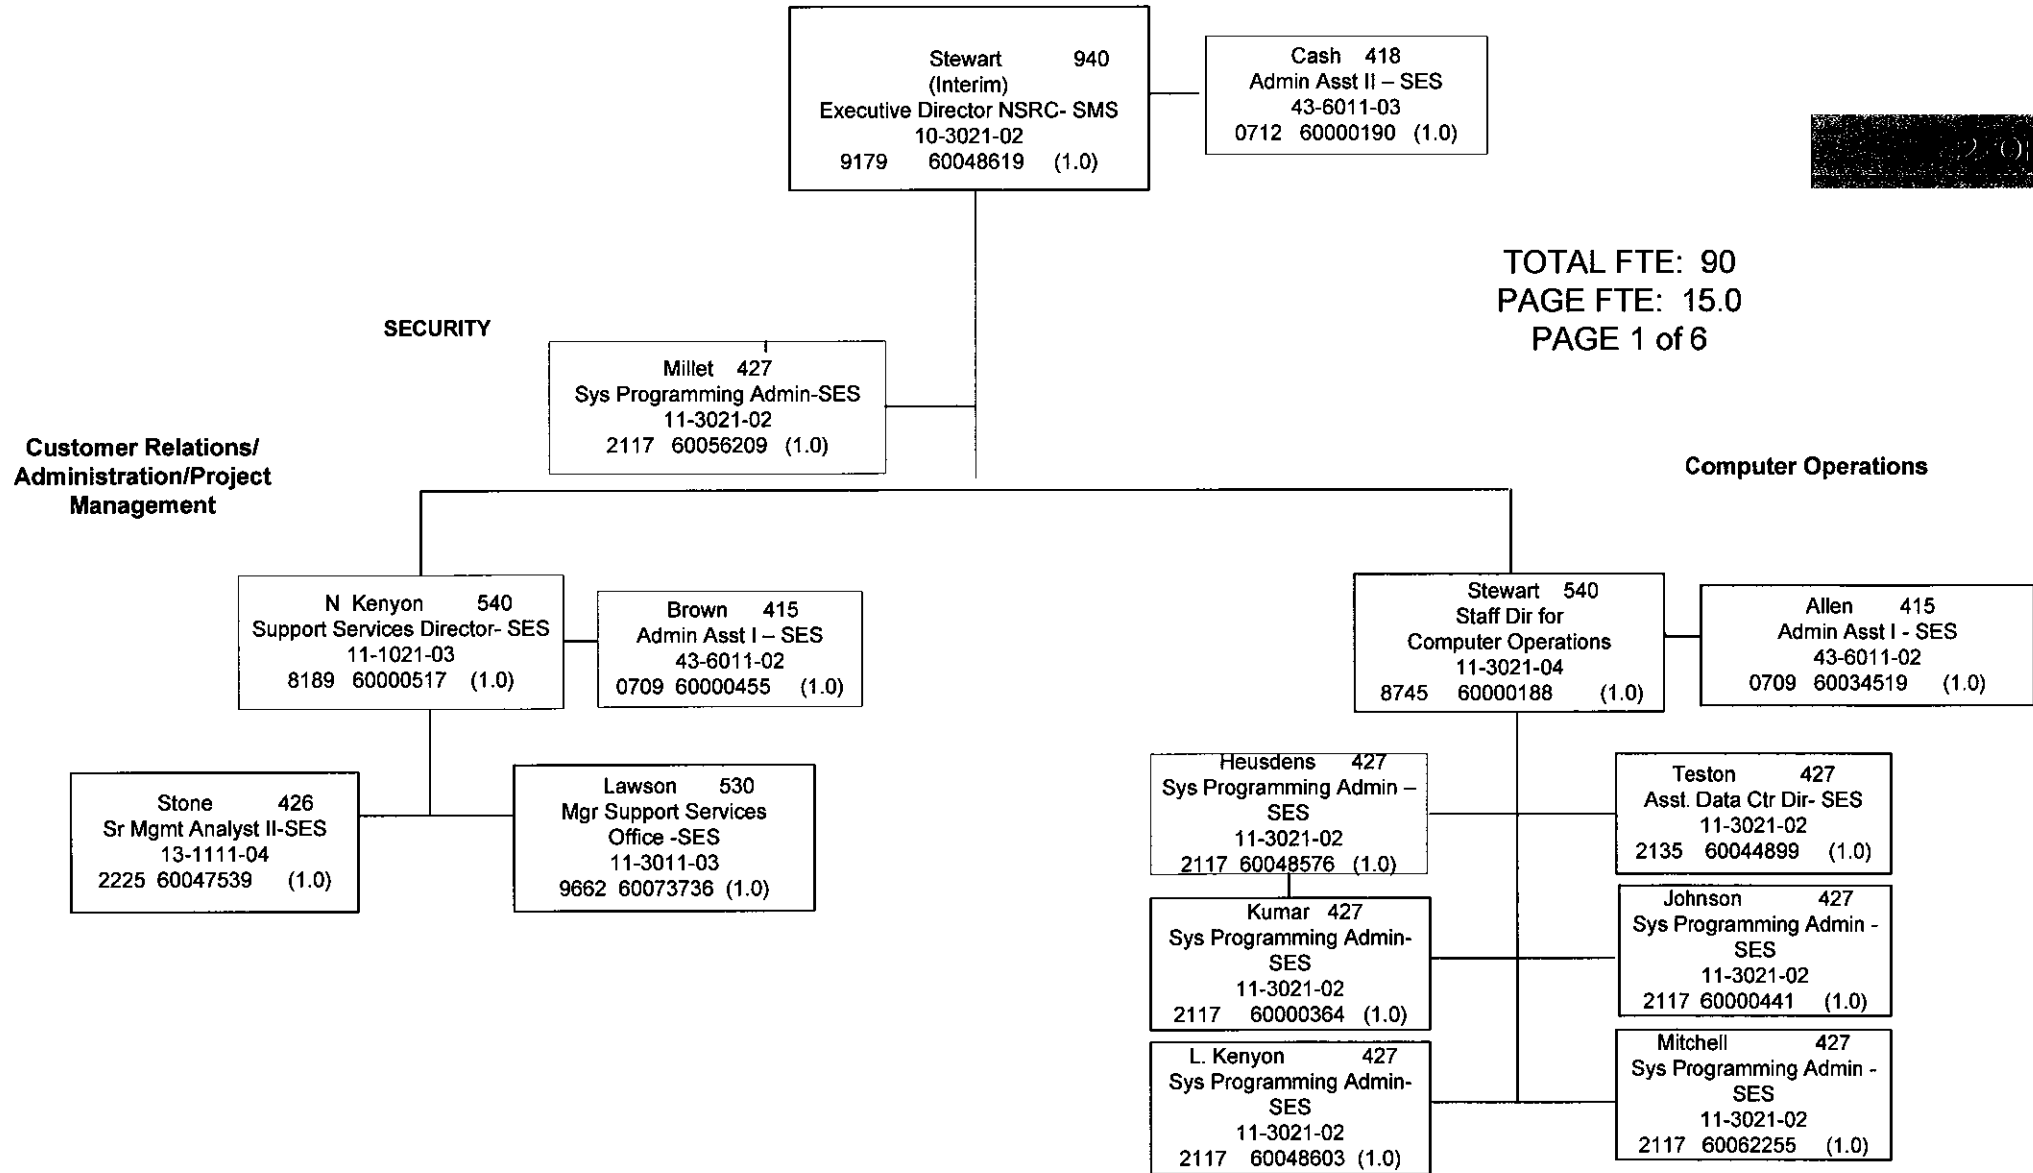 Stewart 940
(Interim)
Executive Director NSRC- SMS
10-3021-02
9179 60048619 (1.0)
Cash 418
Admin Asst II – SES
43-6011-03
0712 60000190 (1.0)
TOTAL FTE: 90
PAGE FTE: 15.0
PAGE 1 of 6
SECURITY
Millet 427
Sys Programming Admin-SES
11-3021-02
2117 60056209 (1.0)
Customer Relations/
Administration/Project
Management
Computer Operations
N Kenyon 540
Support Services Director- SES
11-1021-03
8189 60000517 (1.0)
Brown 415
Admin Asst I – SES
43-6011-02
0709 60000455 (1.0)
Stewart 540
Staff Dir for
Computer Operations
11-3021-04
8745 60000188 (1.0)
Allen 415
Admin Asst I - SES
43-6011-02
0709 60034519 (1.0)
Stone 426
Sr Mgmt Analyst II-SES
13-1111-04
2225 60047539 (1.0)
Lawson 530
Mgr Support Services
Office -SES
11-3011-03
9662 60073736 (1.0)
Heusdens 427
Sys Programming Admin –
SES
11-3021-02
2117 60048576 (1.0)
Teston 427
Asst. Data Ctr Dir- SES
11-3021-02
2135 60044899 (1.0)
Kumar 427
Sys Programming Admin-
SES
11-3021-02
2117 60000364 (1.0)
Johnson 427
Sys Programming Admin -
SES
11-3021-02
2117 60000441 (1.0)
L. Kenyon 427
Sys Programming Admin-
SES
11-3021-02
2117 60048603 (1.0)
Mitchell 427
Sys Programming Admin -
SES
11-3021-02
2117 60062255 (1.0)